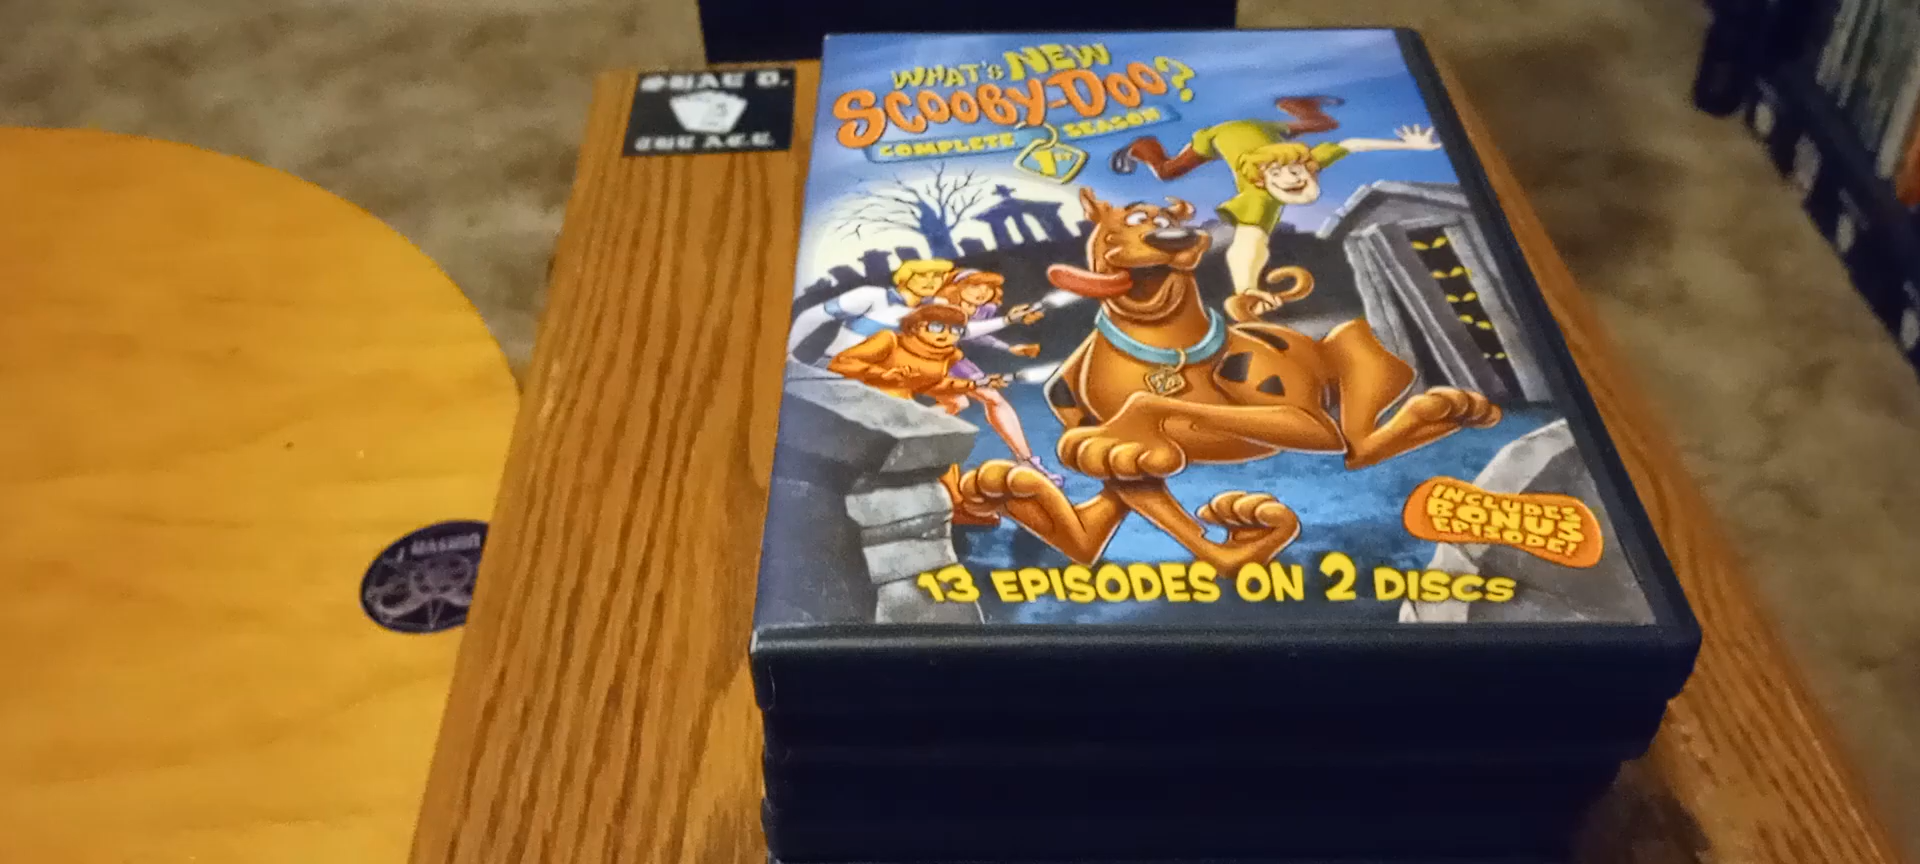 WHAT'S NEW
SCOOBY-DOO?
COMPLETE 1ST SEASON
INCLUDES
BONUS
EPISODE!
13 EPISODES ON 2 DISCS